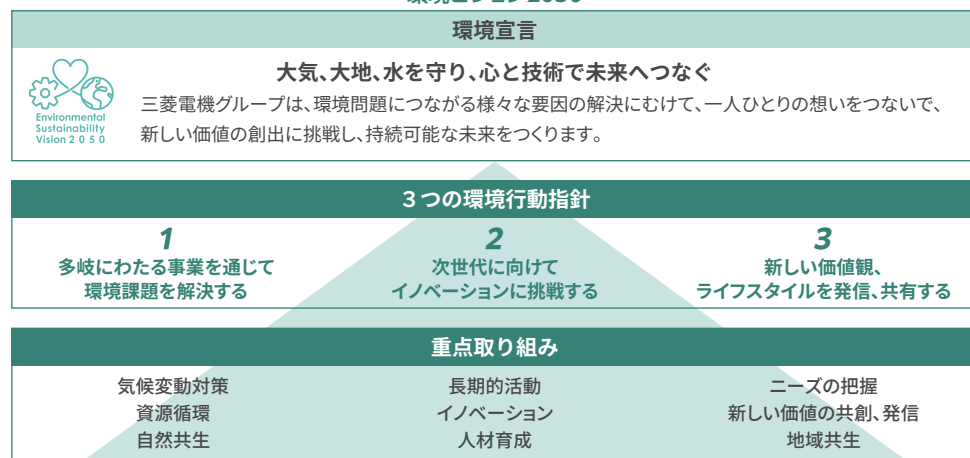 環境ビジョン2050
環境宣言
大気、大地、水を守り、心と技術で未来へつなぐ
三菱電機グループは、環境問題につながる様々な要因の解決にむけて、一人ひとりの想いをつないで、
新しい価値の創出に挑戦し、持続可能な未来をつくります。
Environmental
Sustainability
Vision 2 0 5 0
3つの環境行動指針
1
多岐にわたる事業を通じて
環境課題を解決する
2
次世代に向けて
イノベーションに挑戦する
3
新しい価値観、
ライフスタイルを発信、共有する
重点取り組み
気候変動対策
資源循環
自然共生
長期的活動
イノベーション
人材育成
ニーズの把握
新しい価値の共創、発信
地域共生